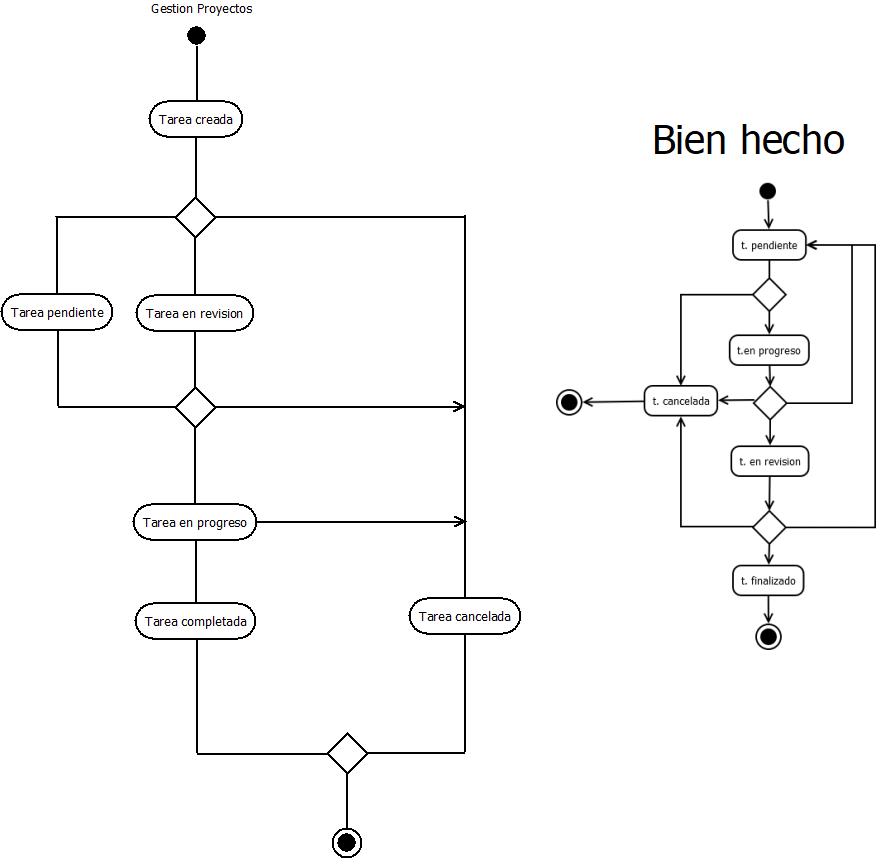 Gestion Proyectos
Tarea creada
Tarea pendiente
Tarea en revision
Tarea en progreso
Tarea completada
Tarea cancelada
Bien hecho
t. pendiente
t.en progreso
t. cancelada
t. en revision
t. finalizado